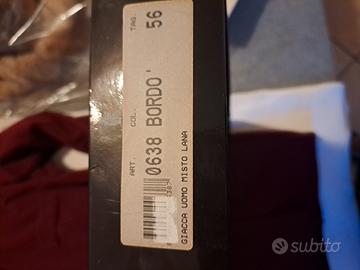 TAG. 56
COL. BORDO'
ART. 0638
GIACCA UOMO MISTO LANA
subito